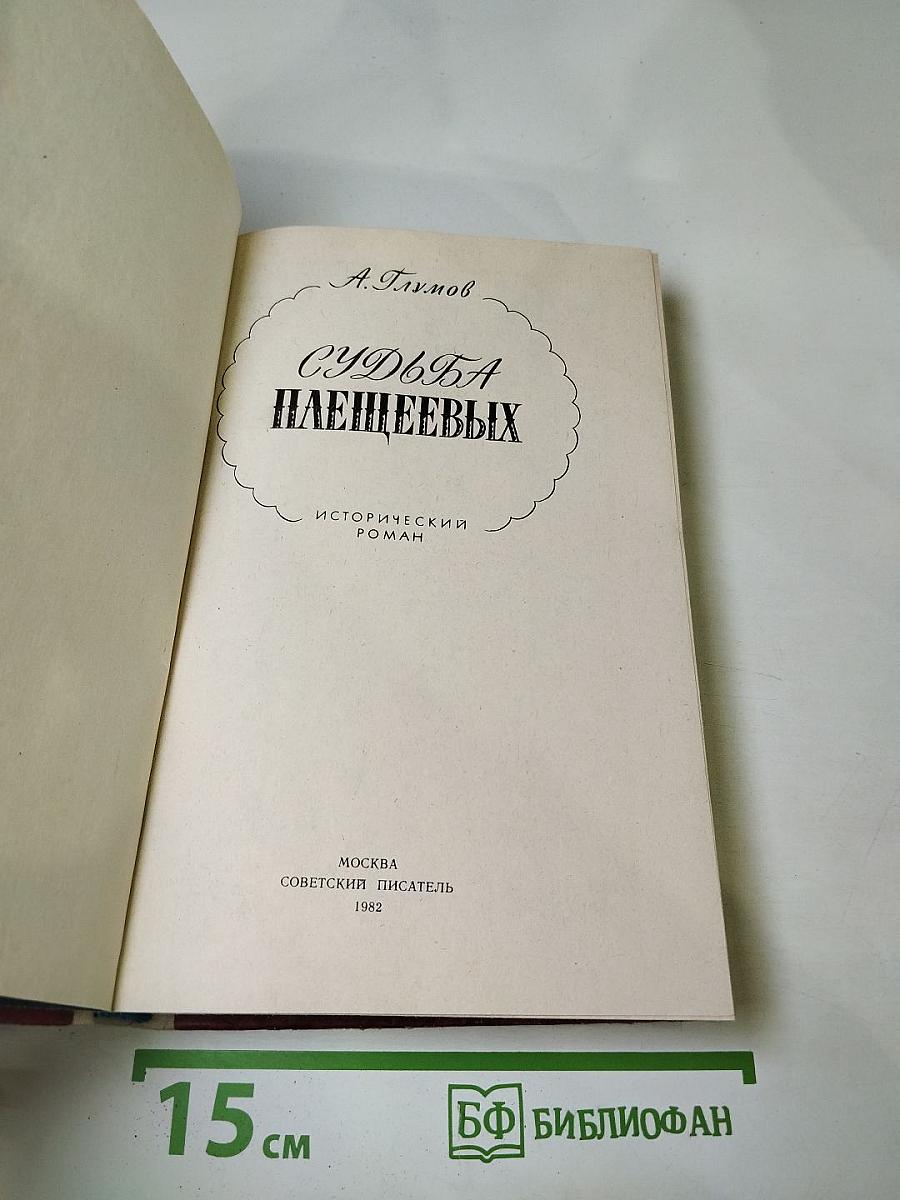 А. Глумов
СУДЬБА
ПЛЕЩЕЕВЫХ
ИСТОРИЧЕСКИЙ
РОМАН
МОСКВА
СОВЕТСКИЙ ПИСАТЕЛЬ
1982
15 см
БФ БИБЛИОФАН